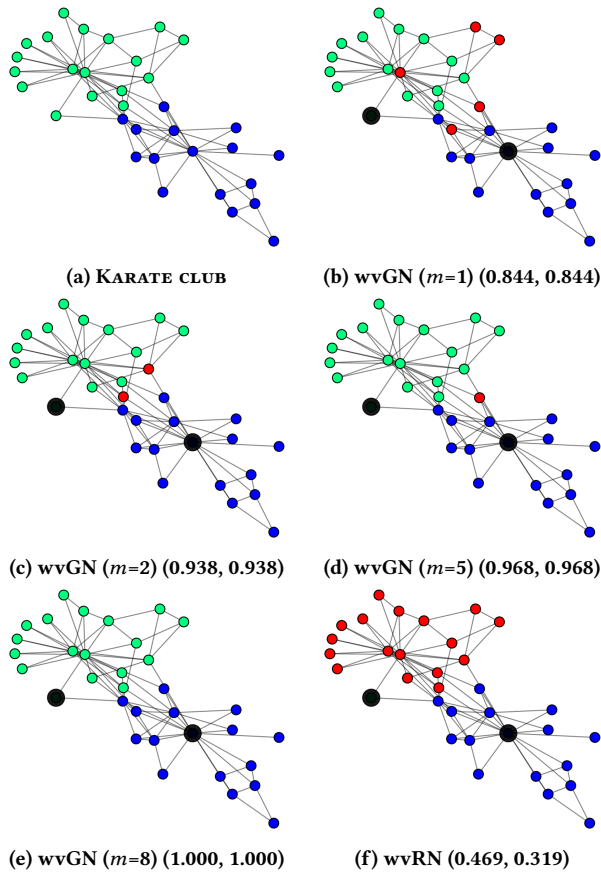 (a) KARATE CLUB
(b) wvGN (m=1) (0.844, 0.844)
(c) wvGN (m=2) (0.938, 0.938)
(d) wvGN (m=5) (0.968, 0.968)
(e) wvGN (m=8) (1.000, 1.000)
(f) wvRN (0.469, 0.319)